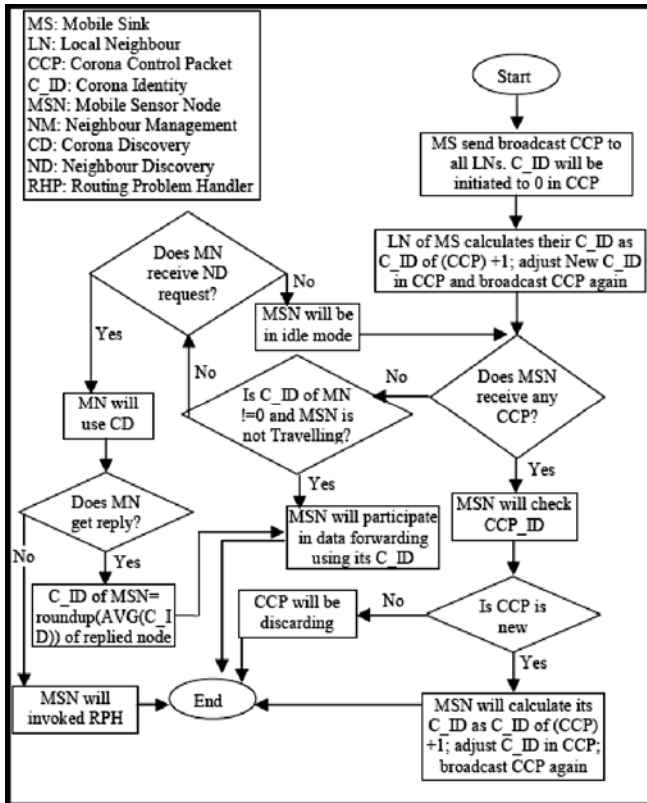 MS: Mobile Sink
LN: Local Neighbour
CCP: Corona Control Packet
C_ID: Corona Identity
MSN: Mobile Sensor Node
NM: Neighbour Management
CD: Corona Discovery
ND: Neighbour Discovery
RHP: Routing Problem Handler
Start
MS send broadcast CCP to
all LNs. C_ID will be
initiated to 0 in CCP
LN of MS calculates their C_ID as
C_ID of (CCP) +1; adjust New C_ID
in CCP and broadcast CCP again
Does MN
receive ND
request?
No
Yes
MSN will be
in idle mode
No
Is C_ID of MN
!=0 and MSN is
not Travelling?
No
Does MSN
receive any
CCP?
MN will
use CD
Yes
Yes
Does MN
get reply?
MSN will participate
in data forwarding
using its C_ID
MSN will check
CCP_ID
No
Yes
C_ID of MSN=
roundup(AVG(C_I
D)) of replied node
CCP will be
discarding
No
Is CCP is
new
Yes
MSN will
invoked RPH
End
MSN will calculate its
C_ID as C_ID of (CCP)
+1; adjust C_ID in CCP;
broadcast CCP again